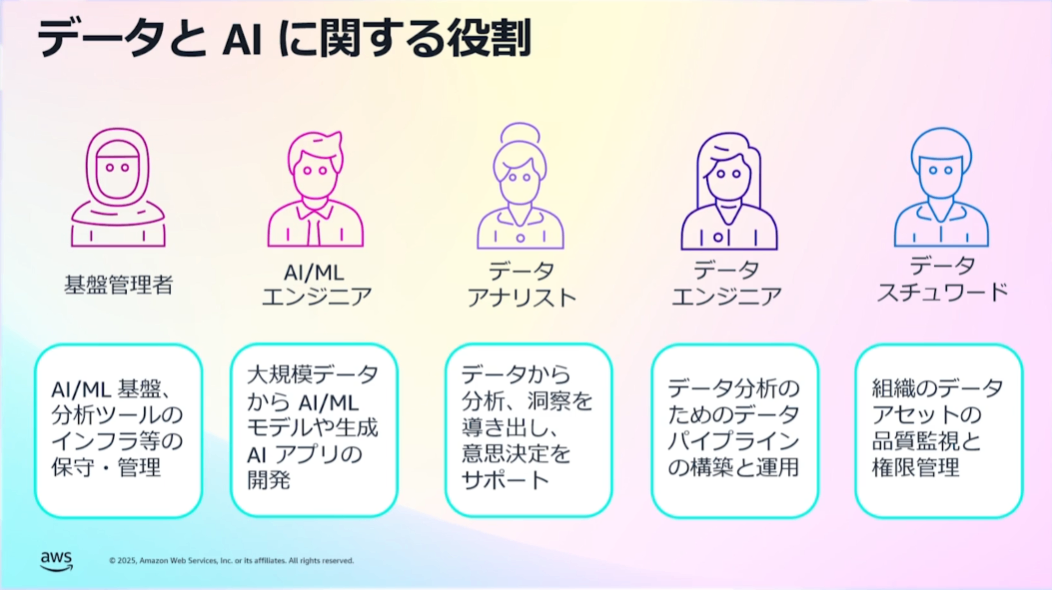 データと AI に関する役割
基盤管理者
AI/ML
エンジニア
データ
アナリスト
データ
エンジニア
データ
スチュワード
AI/ML 基盤、
分析ツールの
インフラ等の
保守・管理
大規模データ
から AI/ML
モデルや生成
AI アプリの
開発
データから
分析、洞察を
導き出し、
意思決定を
サポート
データ分析の
ためのデータ
パイプライン
の構築と運用
組織のデータ
アセットの
品質監視と
権限管理
aws
© 2025, Amazon Web Services, Inc. or its affiliates. All rights reserved.